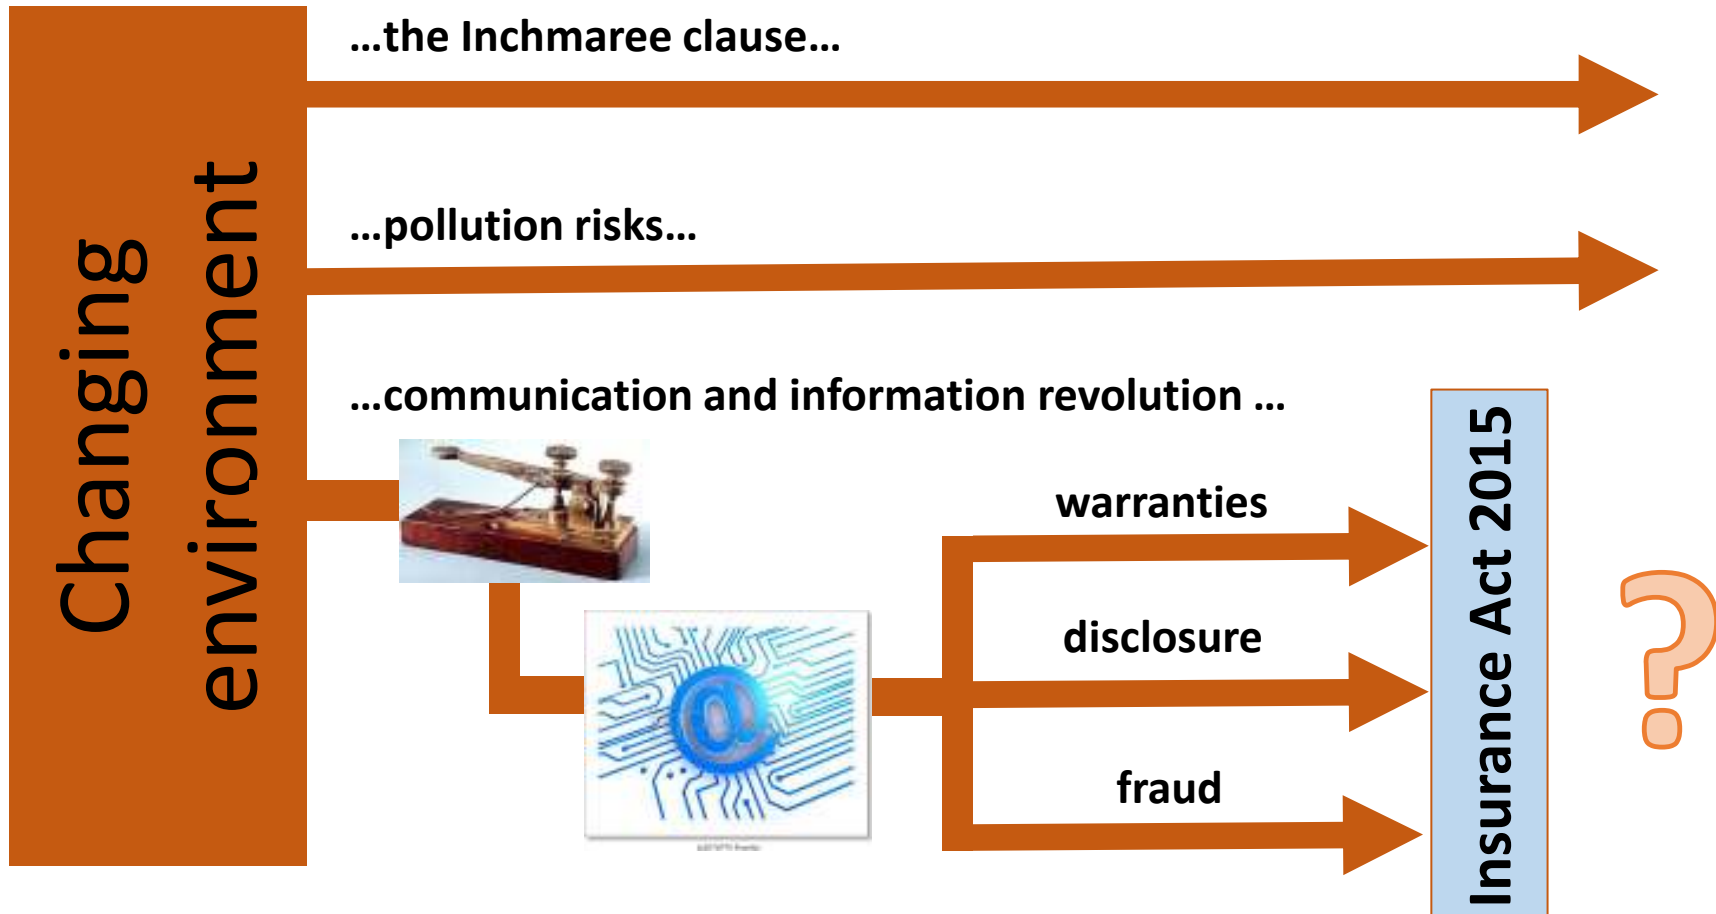 Changing
environment
...the Inchmaree clause...
...pollution risks...
...communication and information revolution ...
warranties
disclosure
fraud
Insurance Act 2015
?
@